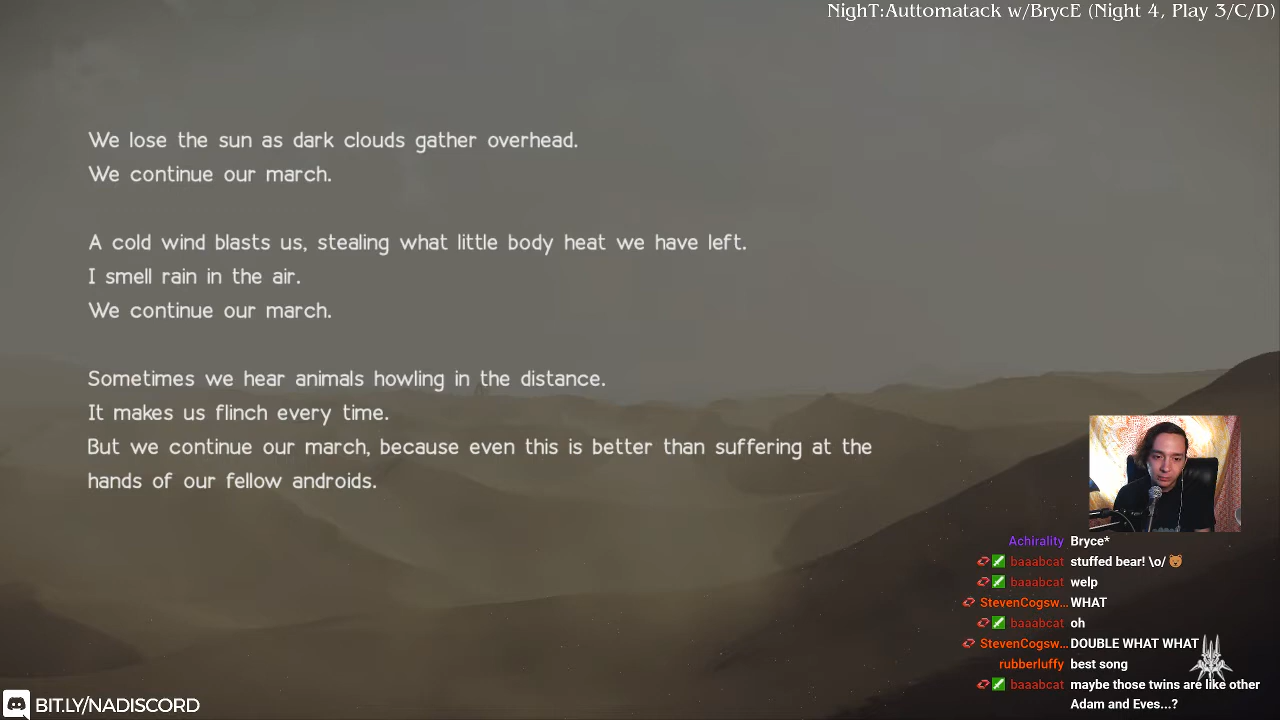 NighT:Auttomatack w/BrycE (Night 4, Play 3/C/D)
We lose the sun as dark clouds gather overhead.
We continue our march.
A cold wind blasts us, stealing what little body heat we have left.
I smell rain in the air.
We continue our march.
Sometimes we hear animals howling in the distance.
It makes us flinch every time.
But we continue our march, because even this is better than suffering at the
hands of our fellow androids.
Achirality Bryce*
baaabcat stuffed bear! \o/ 🐻
baaabcat welp
StevenCogsw... WHAT
baaabcat oh
StevenCogsw... DOUBLE WHAT WHAT
rubberluffy best song
baaabcat maybe those twins are like other
Adam and Eves...?
BIT.LY/NADISCORD